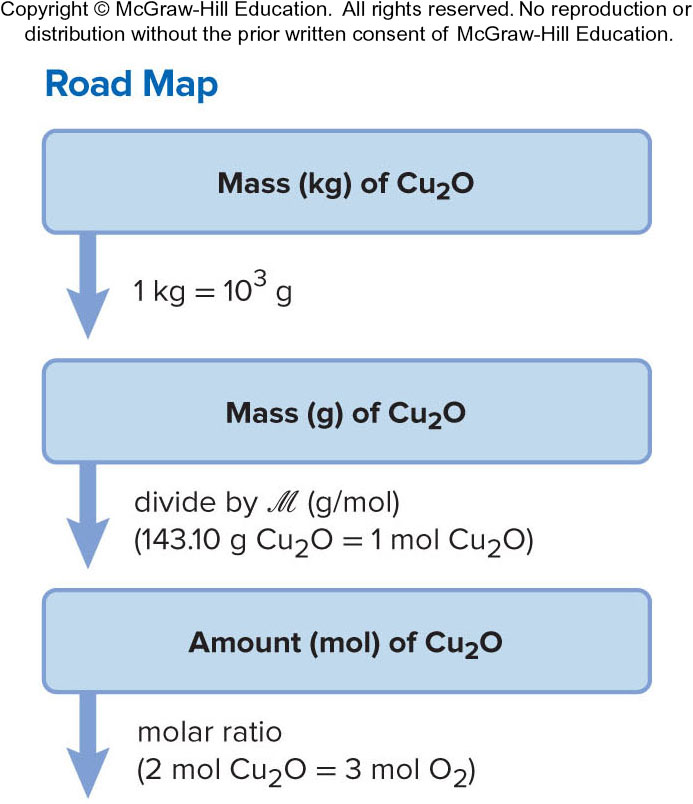 Copyright © McGraw-Hill Education. All rights reserved. No reproduction or
distribution without the prior written consent of McGraw-Hill Education.
Road Map
Mass (kg) of Cu₂O
1 kg = 10³ g
Mass (g) of Cu₂O
divide by ℳ (g/mol)
(143.10 g Cu₂O = 1 mol Cu₂O)
Amount (mol) of Cu₂O
molar ratio
(2 mol Cu₂O = 3 mol O₂)